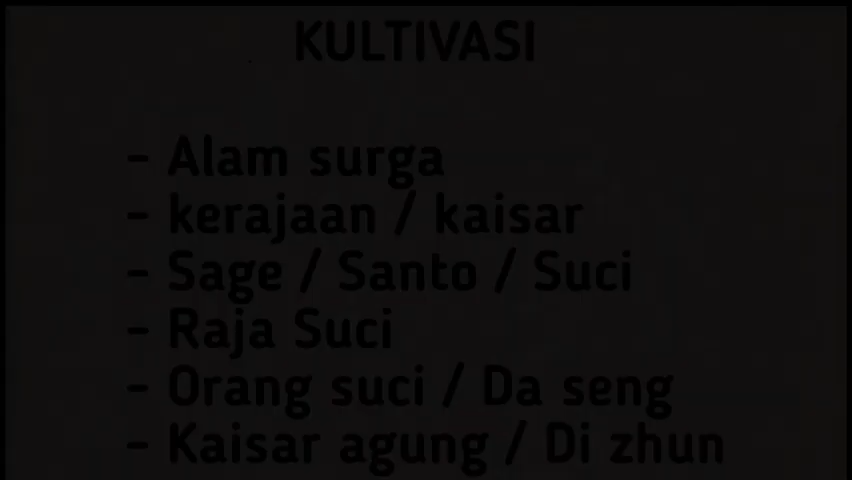 KULTIVASI
- Alam surga
- kerajaan / kaisar
- Sage / Santo / Suci
- Raja Suci
- Orang suci / Da seng
- Kaisar agung / Di zhun